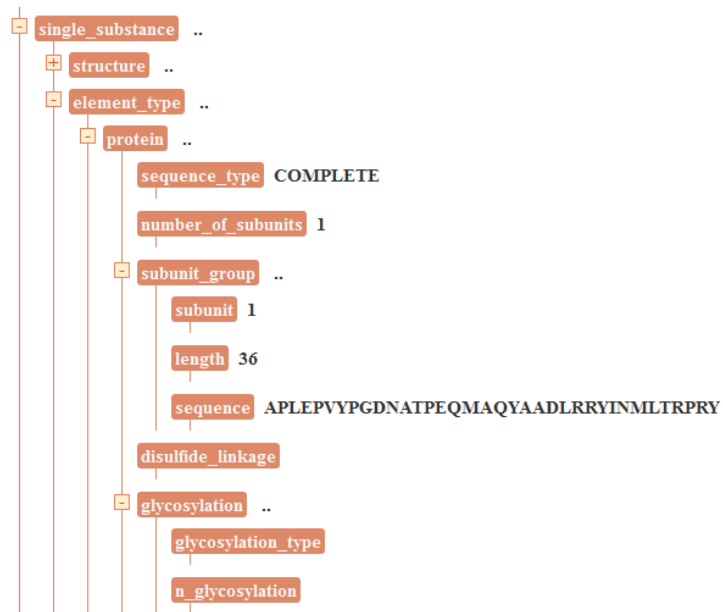 single_substance ..
structure ..
element_type ..
protein ..
sequence_type COMPLETE
number_of_subunits 1
subunit_group ..
subunit 1
length 36
sequence APLEPVYPGDNATPEQMAQYAADLRRYINMLTRPRY
disulfide_linkage
glycosylation ..
glycosylation_type
n_glycosylation